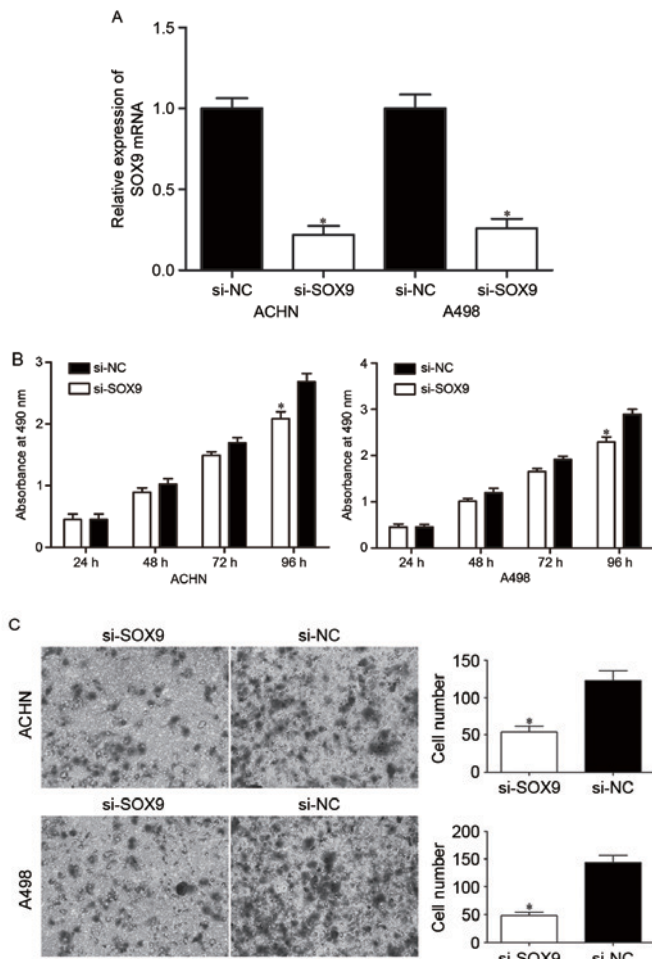 A
Relative expression of
SOX9 mRNA
1.5
1.0
0.5
0.0
*
*
si-NC si-SOX9 si-NC si-SOX9
ACHN A498
B
Absorbance at 490 nm
3
2
1
0
si-NC
si-SOX9
*
24 h 48 h 72 h 96 h
ACHN
Absorbance at 490 nm
4
3
2
1
0
si-NC
si-SOX9
*
24 h 48 h 72 h 96 h
A498
C
si-SOX9 si-NC
ACHN
Cell number
150
100
50
0
*
si-SOX9 si-NC
si-SOX9 si-NC
A498
Cell number
200
150
100
50
0
*
si-SOX9 si-NC